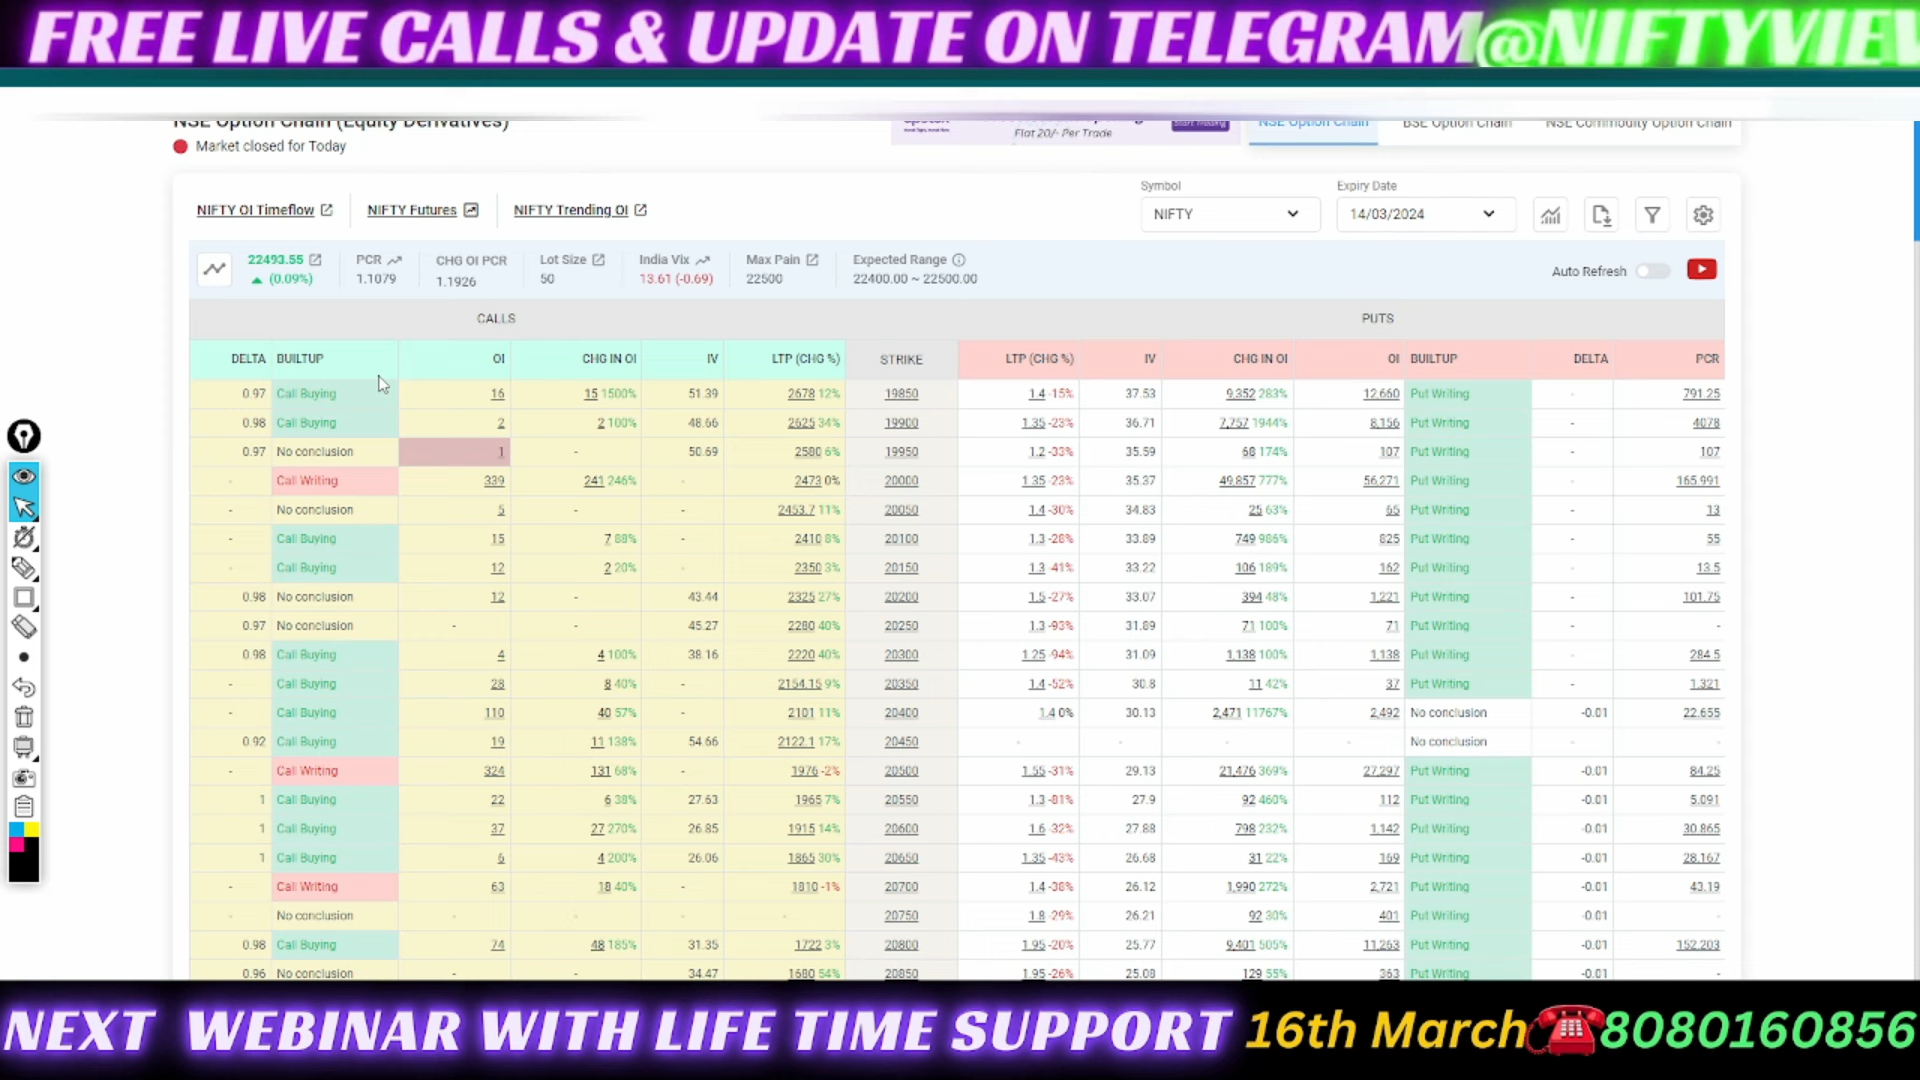 FREE LIVE CALLS & UPDATE ON TELEGRAM@NIFTYVIEW
NSE Option Chain (Equity Derivatives)
Flat 20/- Per Trade
NSE Option Chain BSE Option Chain NSE Commodity Option Chain
Market closed for Today
Symbol Expiry Date
NIFTY OI Timeflow NIFTY Futures NIFTY Trending OI NIFTY 14/03/2024
22493.55 PCR CHG OI PCR Lot Size India Vix Max Pain Expected Range
(0.09%) 1.1079 1.1926 50 13.61 (-0.69) 22500 22400.00 ~ 22500.00 Auto Refresh
CALLS PUTS
DELTA BUILTUP OI CHG IN OI IV LTP (CHG %) STRIKE LTP (CHG %) IV CHG IN OI OI BUILTUP DELTA PCR
0.97 Call Buying 16 15 1500% 51.39 2678 12% 19850 1.4 -15% 37.53 9,352 283% 12,660 Put Writing - 791.25
0.98 Call Buying 2 2 100% 48.66 2625 34% 19900 1.35 -23% 36.71 7,757 1944% 8,156 Put Writing - 4078
0.97 No conclusion 1 - 50.69 2580 6% 19950 1.2 -33% 35.59 68 174% 107 Put Writing - 107
- Call Writing 339 241 246% - 2473 0% 20000 1.35 -23% 35.37 49,857 777% 56,271 Put Writing - 165.991
- No conclusion 5 - - 2453.7 11% 20050 1.4 -30% 34.83 25 63% 65 Put Writing - 13
- Call Buying 15 7 88% - 2410 8% 20100 1.3 -28% 33.89 749 986% 825 Put Writing - 55
- Call Buying 12 2 20% - 2350 3% 20150 1.3 -41% 33.22 106 189% 162 Put Writing - 13.5
0.98 No conclusion 12 - 43.44 2325 27% 20200 1.5 -27% 33.07 394 48% 1,221 Put Writing - 101.75
0.97 No conclusion - - 45.27 2280 40% 20250 1.3 -93% 31.89 71 100% 71 Put Writing - -
0.98 Call Buying 4 4 100% 38.16 2220 40% 20300 1.25 -94% 31.09 1,138 100% 1,138 Put Writing - 284.5
- Call Buying 28 8 40% - 2154.15 9% 20350 1.4 -52% 30.8 11 42% 37 Put Writing - 1.321
- Call Buying 110 40 57% - 2101 11% 20400 1.4 0% 30.13 2,471 11767% 2,492 No conclusion -0.01 22.655
0.92 Call Buying 19 11 138% 54.66 2122.1 17% 20450 - - - - No conclusion - -
- Call Writing 324 131 68% - 1976 -2% 20500 1.55 -31% 29.13 21,476 369% 27,297 Put Writing -0.01 84.25
1 Call Buying 22 6 38% 27.63 1965 7% 20550 1.3 -81% 27.9 92 460% 112 Put Writing -0.01 5.091
1 Call Buying 37 27 270% 26.85 1915 14% 20600 1.6 -32% 27.88 798 232% 1,142 Put Writing -0.01 30.865
1 Call Buying 6 4 200% 26.06 1865 30% 20650 1.35 -43% 26.68 31 22% 169 Put Writing -0.01 28.167
- Call Writing 63 18 40% - 1810 -1% 20700 1.4 -38% 26.12 1,990 272% 2,721 Put Writing -0.01 43.19
- No conclusion - - - - 20750 1.8 -29% 26.21 92 30% 401 Put Writing -0.01 -
0.98 Call Buying 74 48 185% 31.35 1722 3% 20800 1.95 -20% 25.77 9,401 505% 11,263 Put Writing -0.01 152.203
0.96 No conclusion - - 34.47 1680 54% 20850 1.95 -26% 25.08 129 55% 363 Put Writing -0.01 -
NEXT WEBINAR WITH LIFE TIME SUPPORT 16th March 8080160856